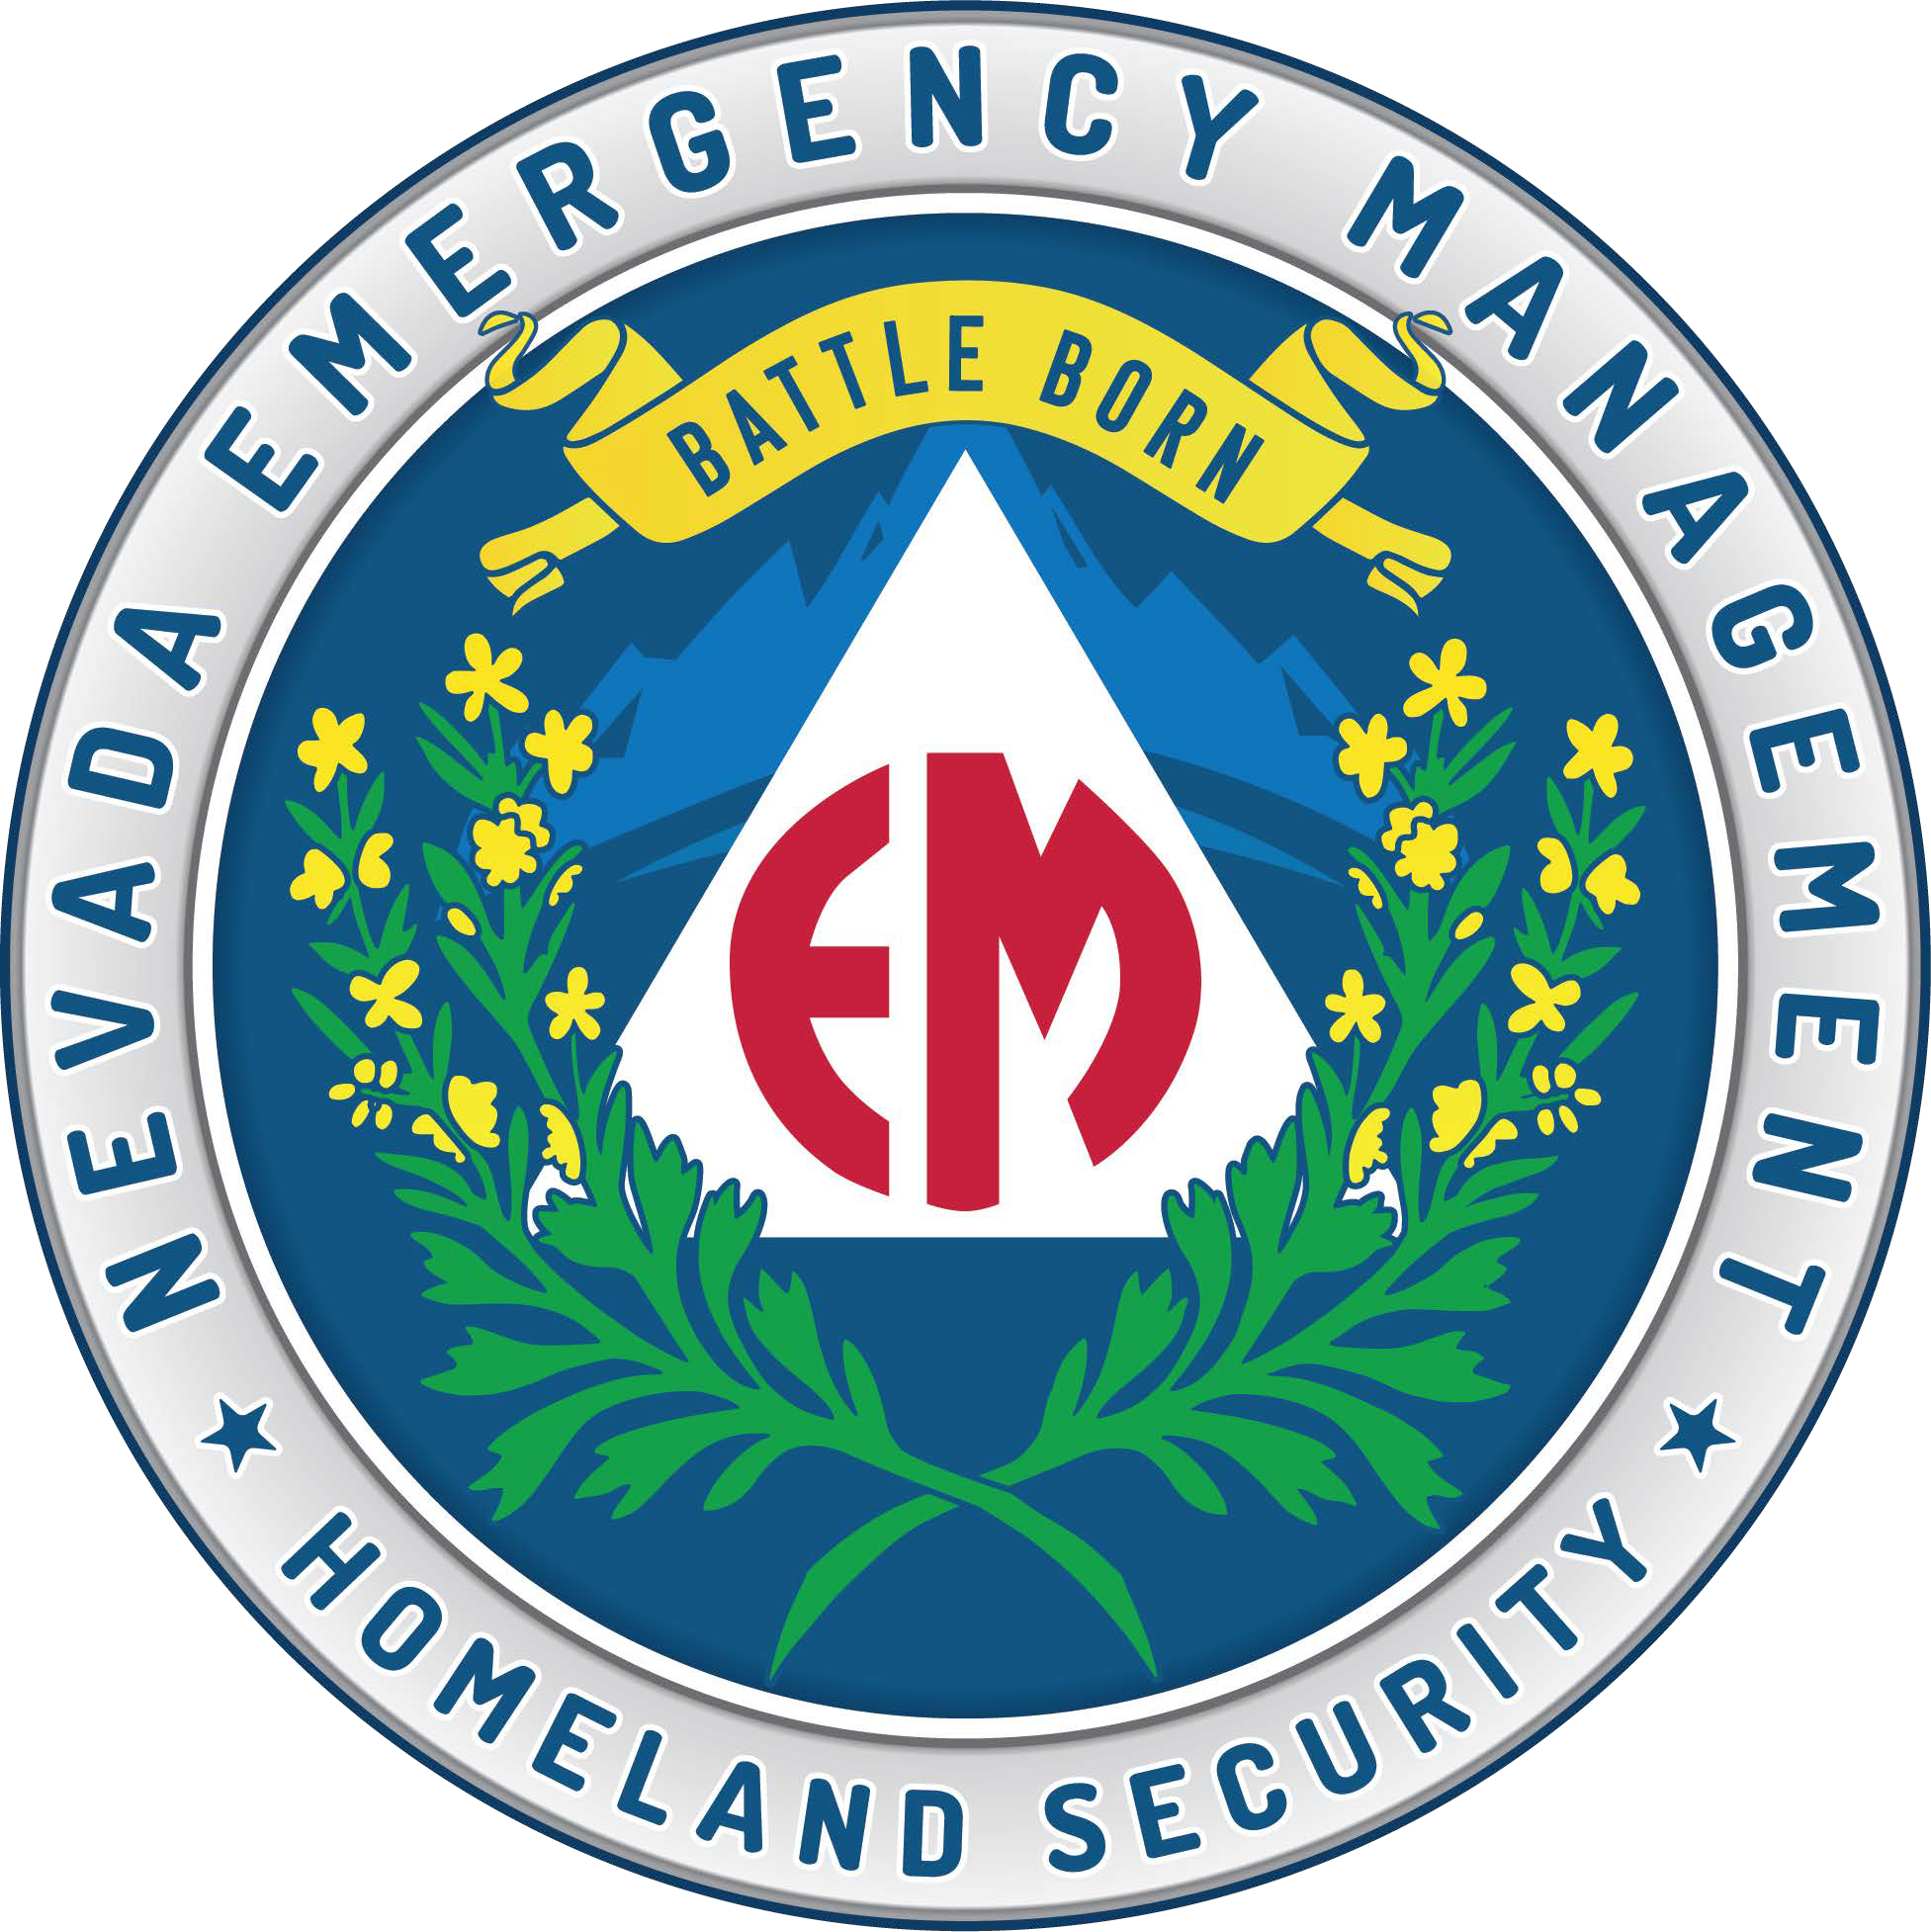 NEVADA EMERGENCY MANAGEMENT
BATTLE BORN
EM
HOMELAND SECURITY